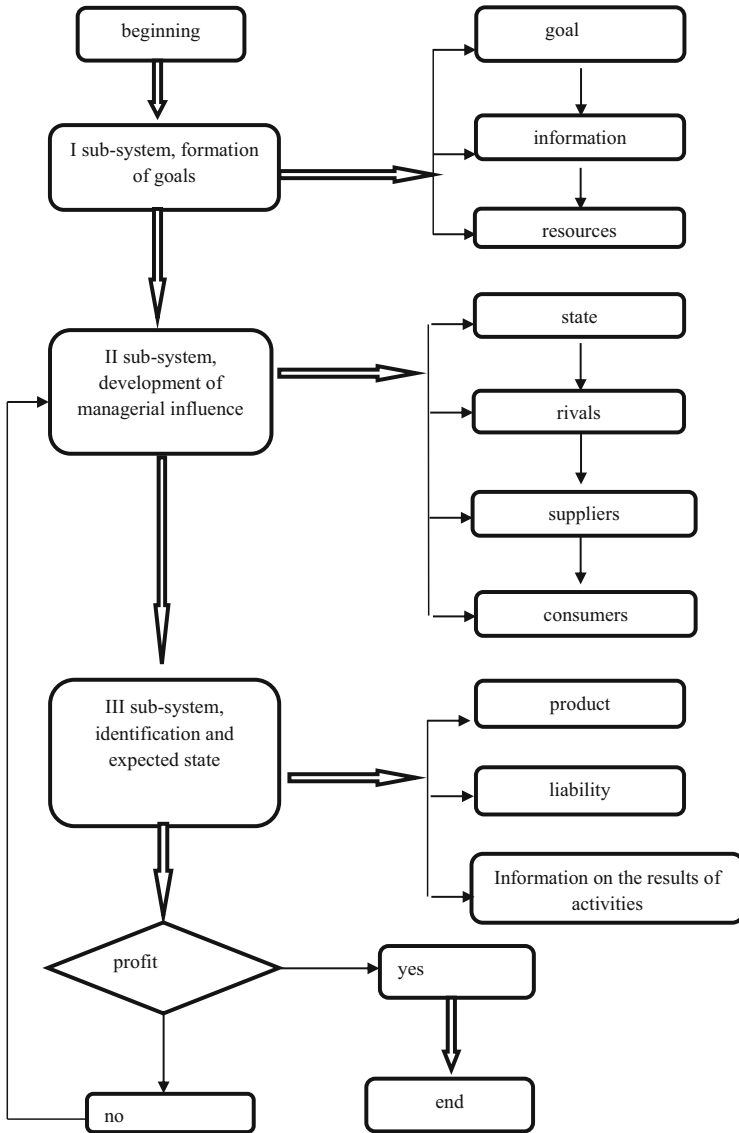 beginning
goal
I sub-system, formation
of goals
information
resources
state
II sub-system,
development of
managerial influence
rivals
suppliers
consumers
III sub-system,
identification and
expected state
product
liability
Information on the results of
activities
profit
yes
no
end